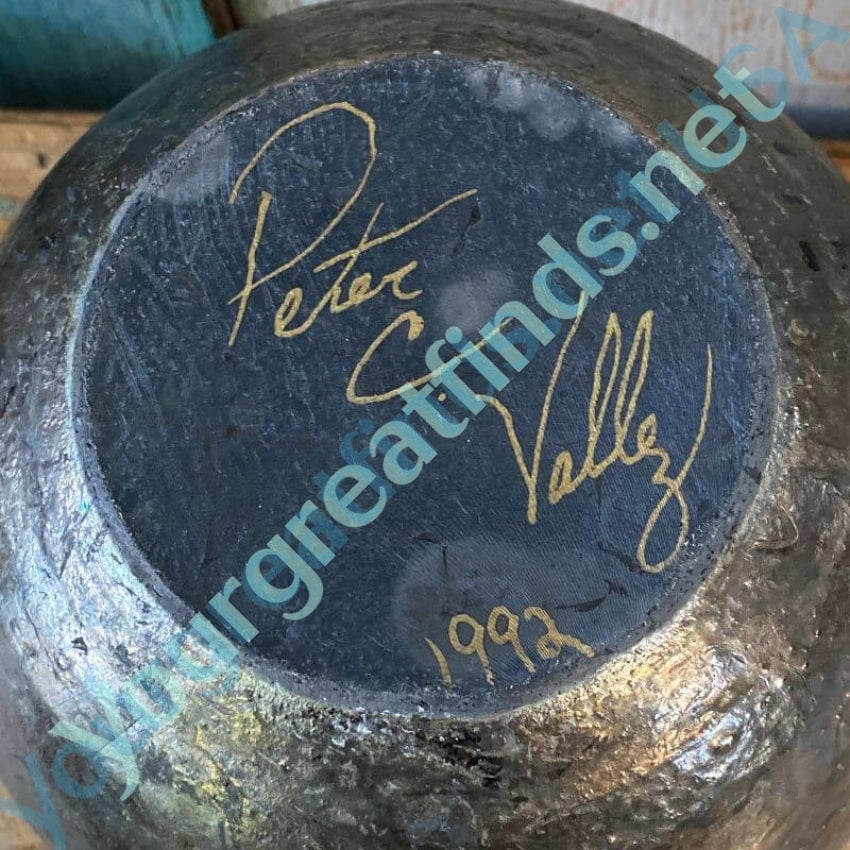 Peter
C. Valley
1992
yourgreatfinds.net